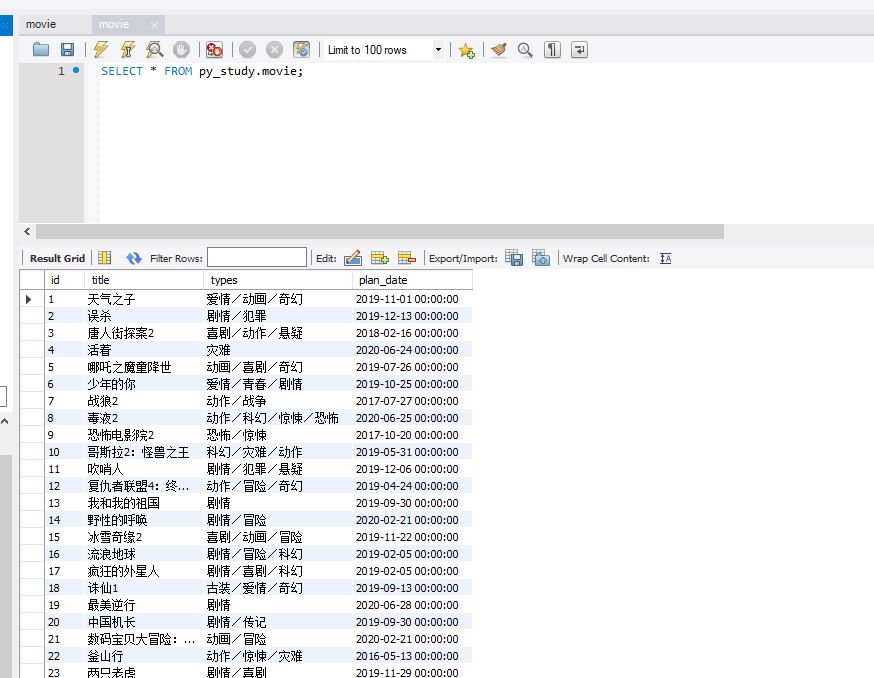 movie movie
Limit to 100 rows
1 SELECT * FROM py_study.movie;
Result Grid Filter Rows: Edit: Export/Import: Wrap Cell Content:
id title types plan_date
1 天气之子 爱情／动画／奇幻 2019-11-01 00:00:00
2 误杀 剧情／犯罪 2019-12-13 00:00:00
3 唐人街探案2 喜剧／动作／悬疑 2018-02-16 00:00:00
4 活着 灾难 2020-06-24 00:00:00
5 哪吒之魔童降世 动画／喜剧／奇幻 2019-07-26 00:00:00
6 少年的你 爱情／青春／剧情 2019-10-25 00:00:00
7 战狼2 动作／战争 2017-07-27 00:00:00
8 毒液2 动作／科幻／惊悚／恐怖 2020-06-25 00:00:00
9 恐怖电影院2 恐怖／惊悚 2017-10-20 00:00:00
10 哥斯拉2：怪兽之王 科幻／灾难／动作 2019-05-31 00:00:00
11 吹哨人 剧情／犯罪／悬疑 2019-12-06 00:00:00
12 复仇者联盟4：终... 动作／冒险／奇幻 2019-04-24 00:00:00
13 我和我的祖国 剧情 2019-09-30 00:00:00
14 野性的呼唤 剧情／冒险 2020-02-21 00:00:00
15 冰雪奇缘2 喜剧／动画／冒险 2019-11-22 00:00:00
16 流浪地球 剧情／冒险／科幻 2019-02-05 00:00:00
17 疯狂的外星人 剧情／喜剧／科幻 2019-02-05 00:00:00
18 诛仙1 古装／爱情／奇幻 2019-09-13 00:00:00
19 最美逆行 剧情 2020-06-28 00:00:00
20 中国机长 剧情／传记 2019-09-30 00:00:00
21 数码宝贝大冒险：... 动画／冒险 2020-02-21 00:00:00
22 釜山行 动作／惊悚／灾难 2016-05-13 00:00:00
23 两只老虎 剧情／喜剧 2019-11-29 00:00:00